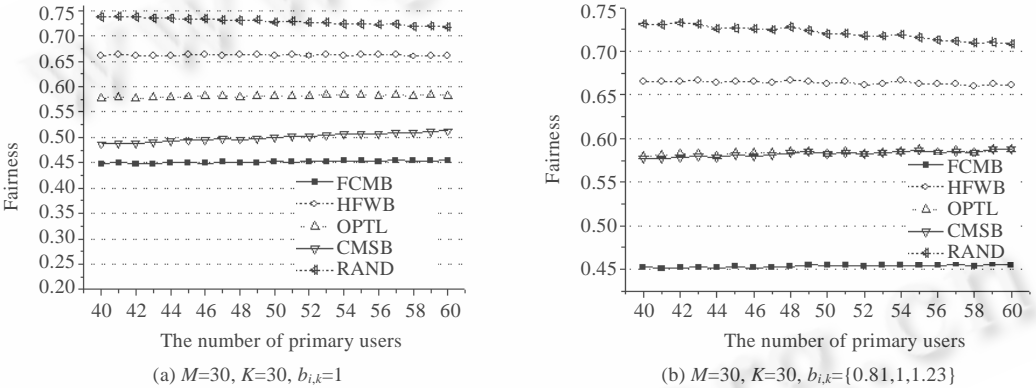 0.75
0.70
0.65
0.60
0.55
0.50
0.45
0.40
0.35
0.30
0.25
0.20
Fairness
FCMB
HFWB
OPTL
CMSB
RAND
40 42 44 46 48 50 52 54 56 58 60
The number of primary users
(a) M=30, K=30, b_{i,k}=1
0.75
0.70
0.65
0.60
0.55
0.50
0.45
Fairness
FCMB
HFWB
OPTL
CMSB
RAND
40 42 44 46 48 50 52 54 56 58 60
The number of primary users
(b) M=30, K=30, b_{i,k}={0.81,1,1.23}